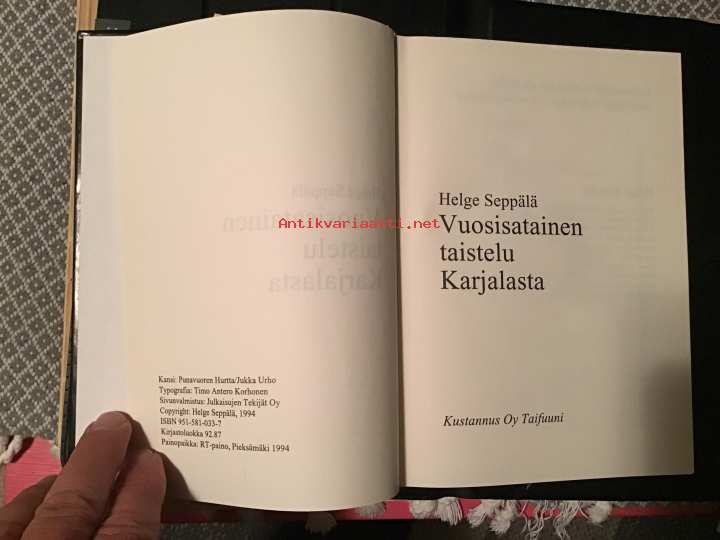 Kansi: Punavuoren Hurtta/Jukka Urho
Typografia: Timo Antero Korhonen
Sivunvalmistus: Julkaisujen Tekijät Oy
Copyright: Helge Seppälä, 1994
ISBN 951-581-033-7
Kirjastoluokka 92.87
Painopaikka: RT-paino, Pieksämäki 1994
Antikvariaatti.net
Helge Seppälä
Vuosisatainen
taistelu
Karjalasta
Kustannus Oy Taifuuni